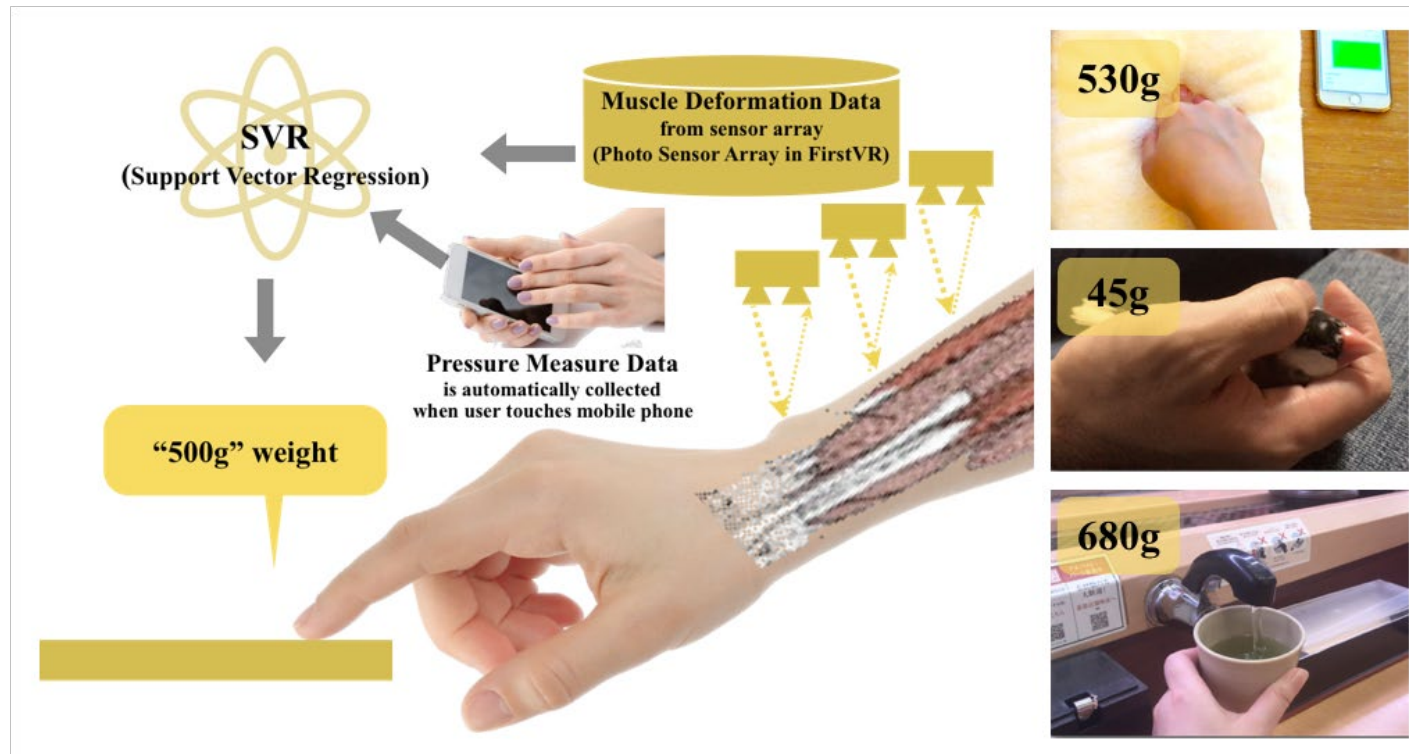 SVR
(Support Vector Regression)
Muscle Deformation Data
from sensor array
(Photo Sensor Array in FirstVR)
Pressure Measure Data
is automatically collected
when user touches mobile phone
“500g” weight
530g
45g
680g